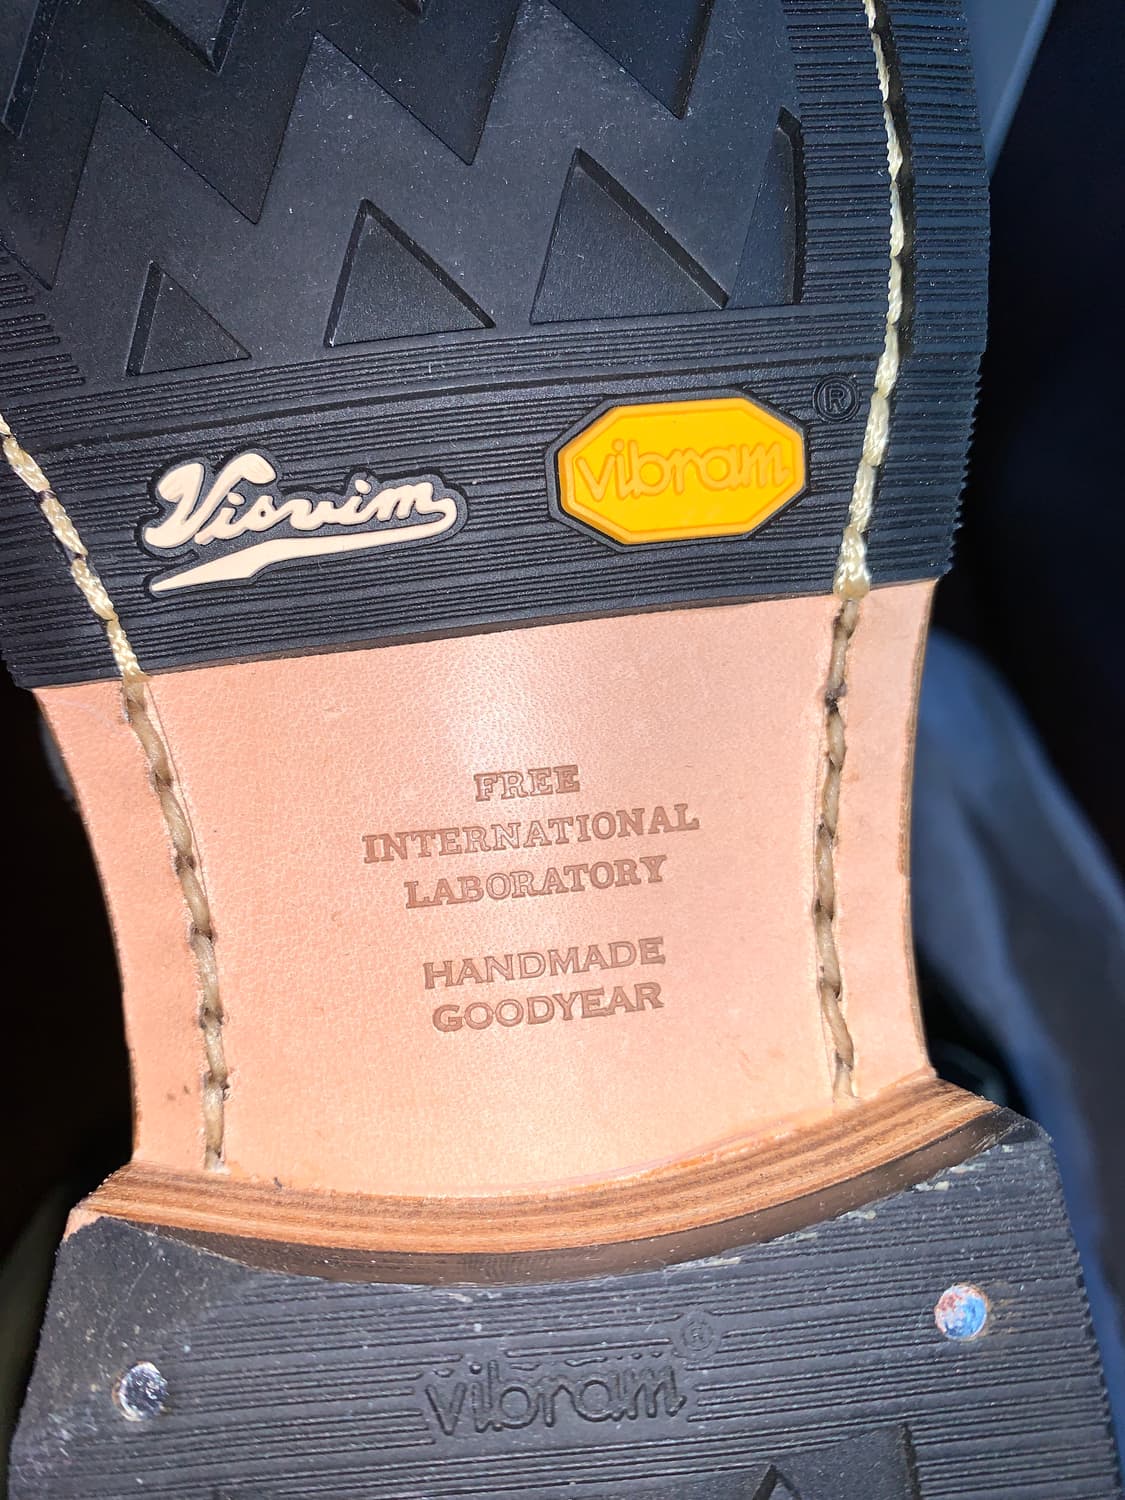 Visvim
vibram®
FREE
INTERNATIONAL
LABORATORY
HANDMADE
GOODYEAR
vibram®